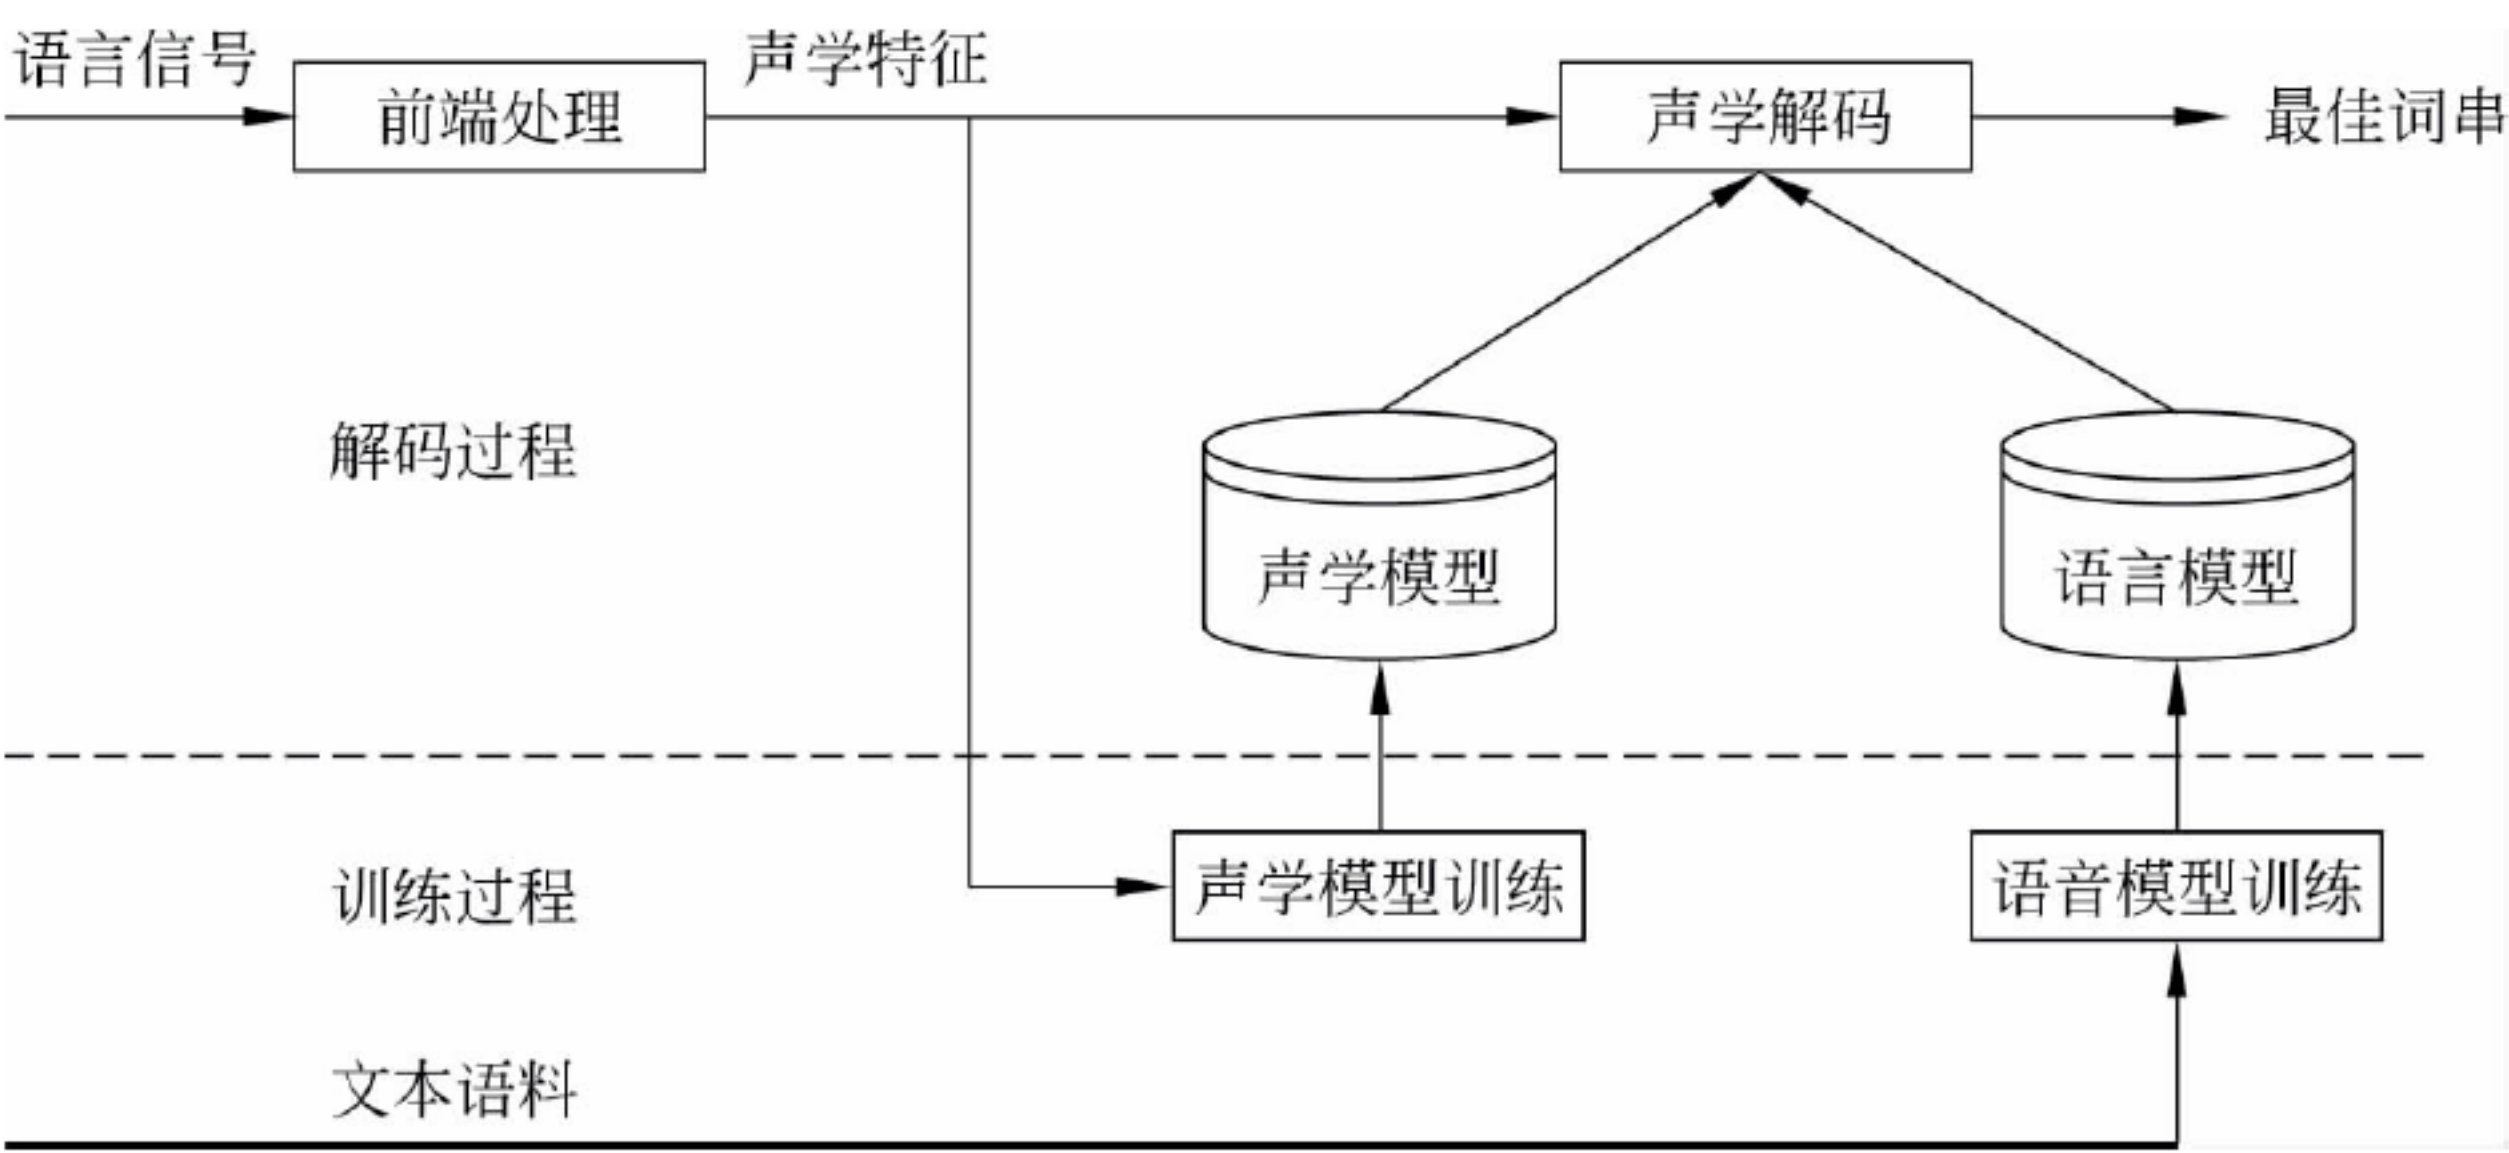 语言信号
声学特征
前端处理
声学解码
最佳词串
解码过程
声学模型
语言模型
训练过程
声学模型训练
语音模型训练
文本语料